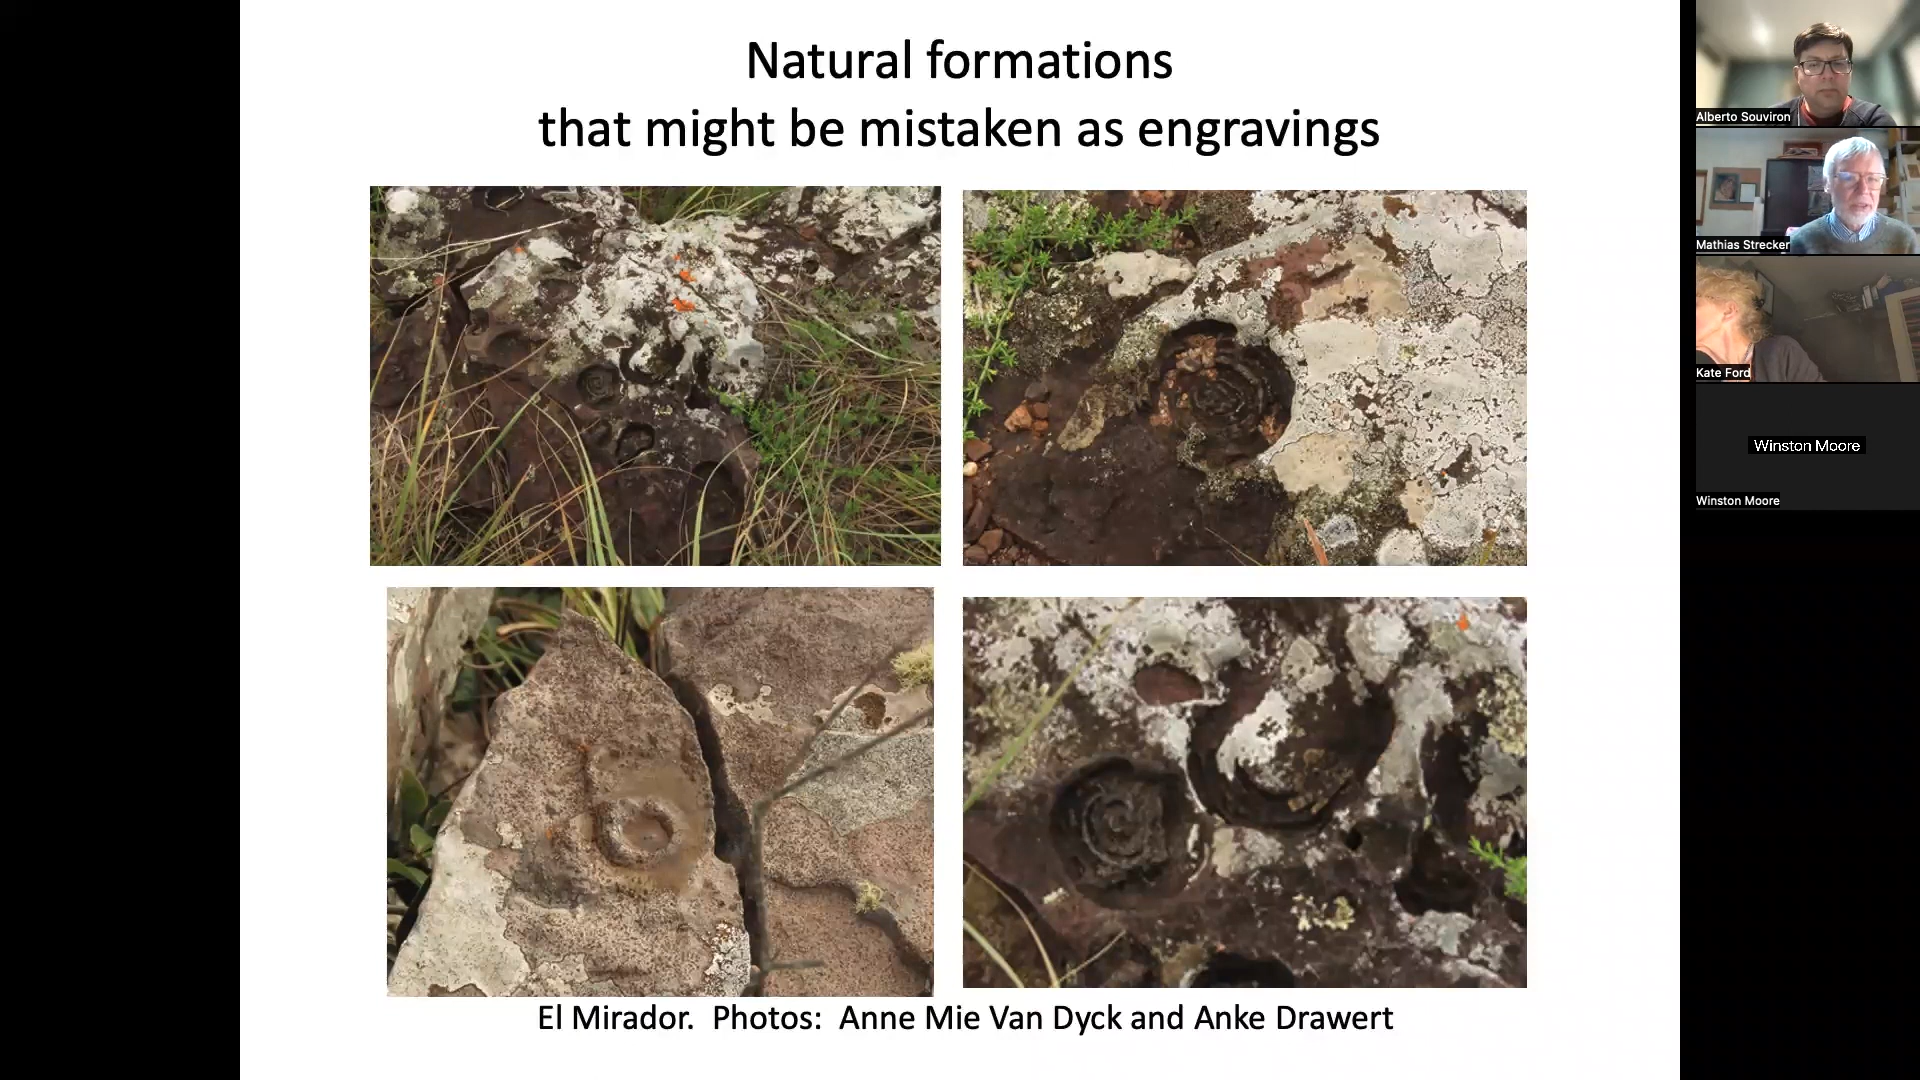 Natural formations
that might be mistaken as engravings
El Mirador.  Photos:  Anne Mie Van Dyck and Anke Drawert
Alberto Souviron
Mathias Strecker
Kate Ford
Winston Moore
Winston Moore